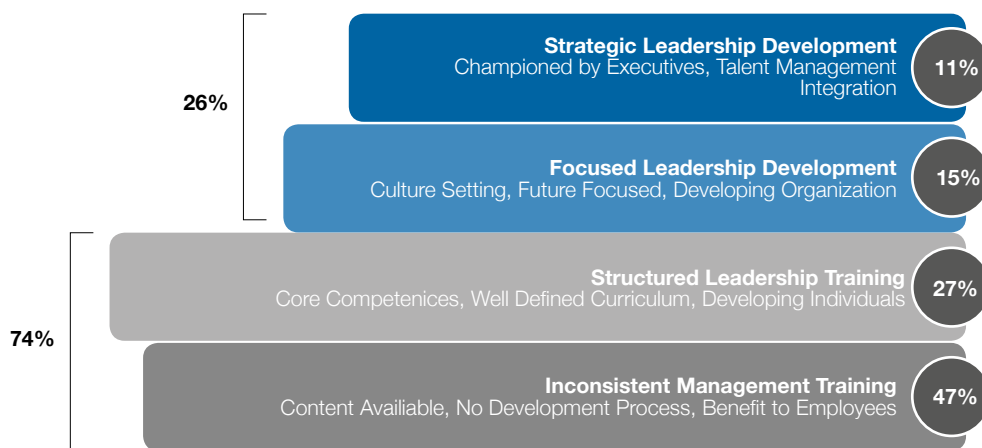 Strategic Leadership Development
Championed by Executives, Talent Management
Integration
11%
26%
Focused Leadership Development
Culture Setting, Future Focused, Developing Organization
15%
Structured Leadership Training
Core Competenices, Well Defined Curriculum, Developing Individuals
27%
74%
Inconsistent Management Training
Content Availiable, No Development Process, Benefit to Employees
47%